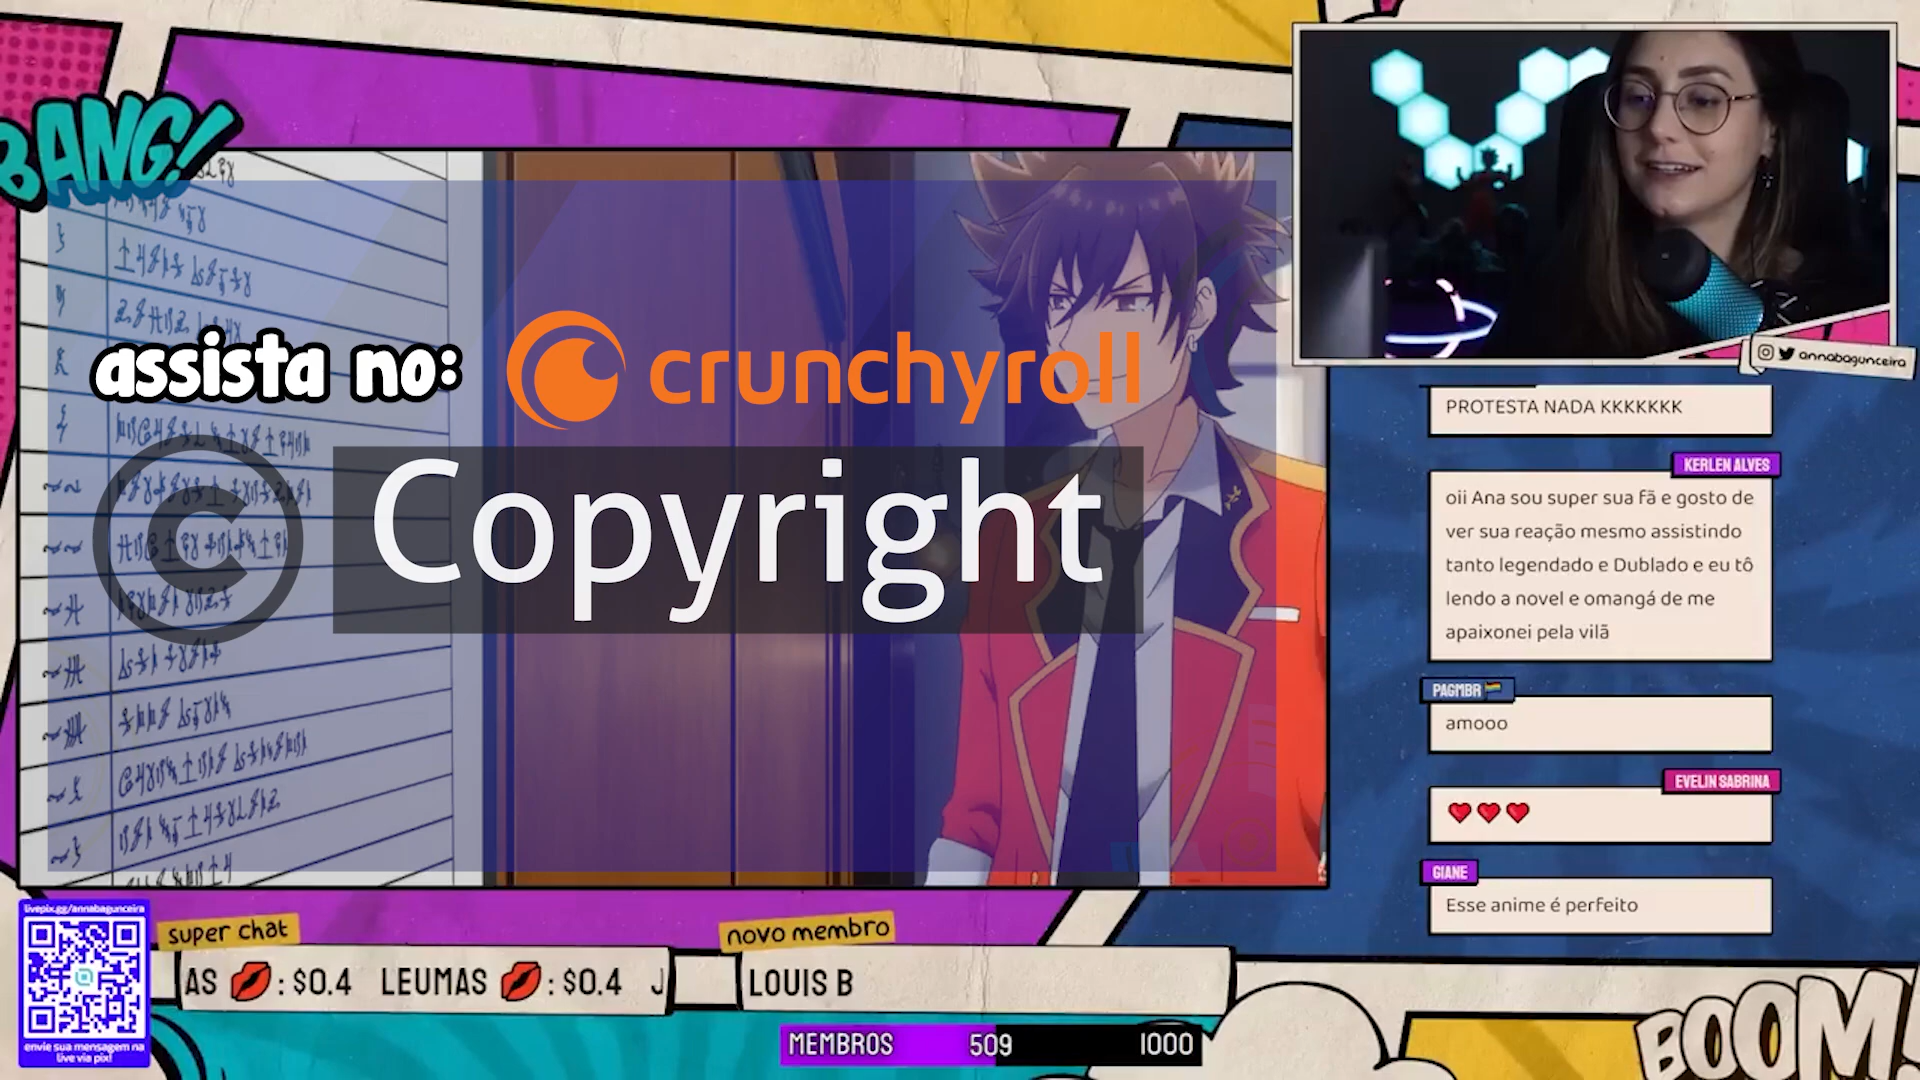 BANG!
assista no: crunchyroll
© Copyright
annabagunceira
PROTESTA NADA KKKKKKK
KERLEN ALVES
oii Ana sou super sua fã e gosto de
ver sua reação mesmo assistindo
tanto legendado e Dublado e eu tô
lendo a novel e omangá de me
apaixonei pela vilã
PAGMBR 🏳️‍🌈
amooo
EVELIN SABRINA
❤️❤️❤️
GIANE
Esse anime é perfeito
livepix.gg/annabagunceira
envie sua mensagem na
live via pix!
super chat
AS 💋: $0.4 LEUMAS 💋: $0.4 J
novo membro
LOUIS B
MEMBROS 509 1000
BOOM!